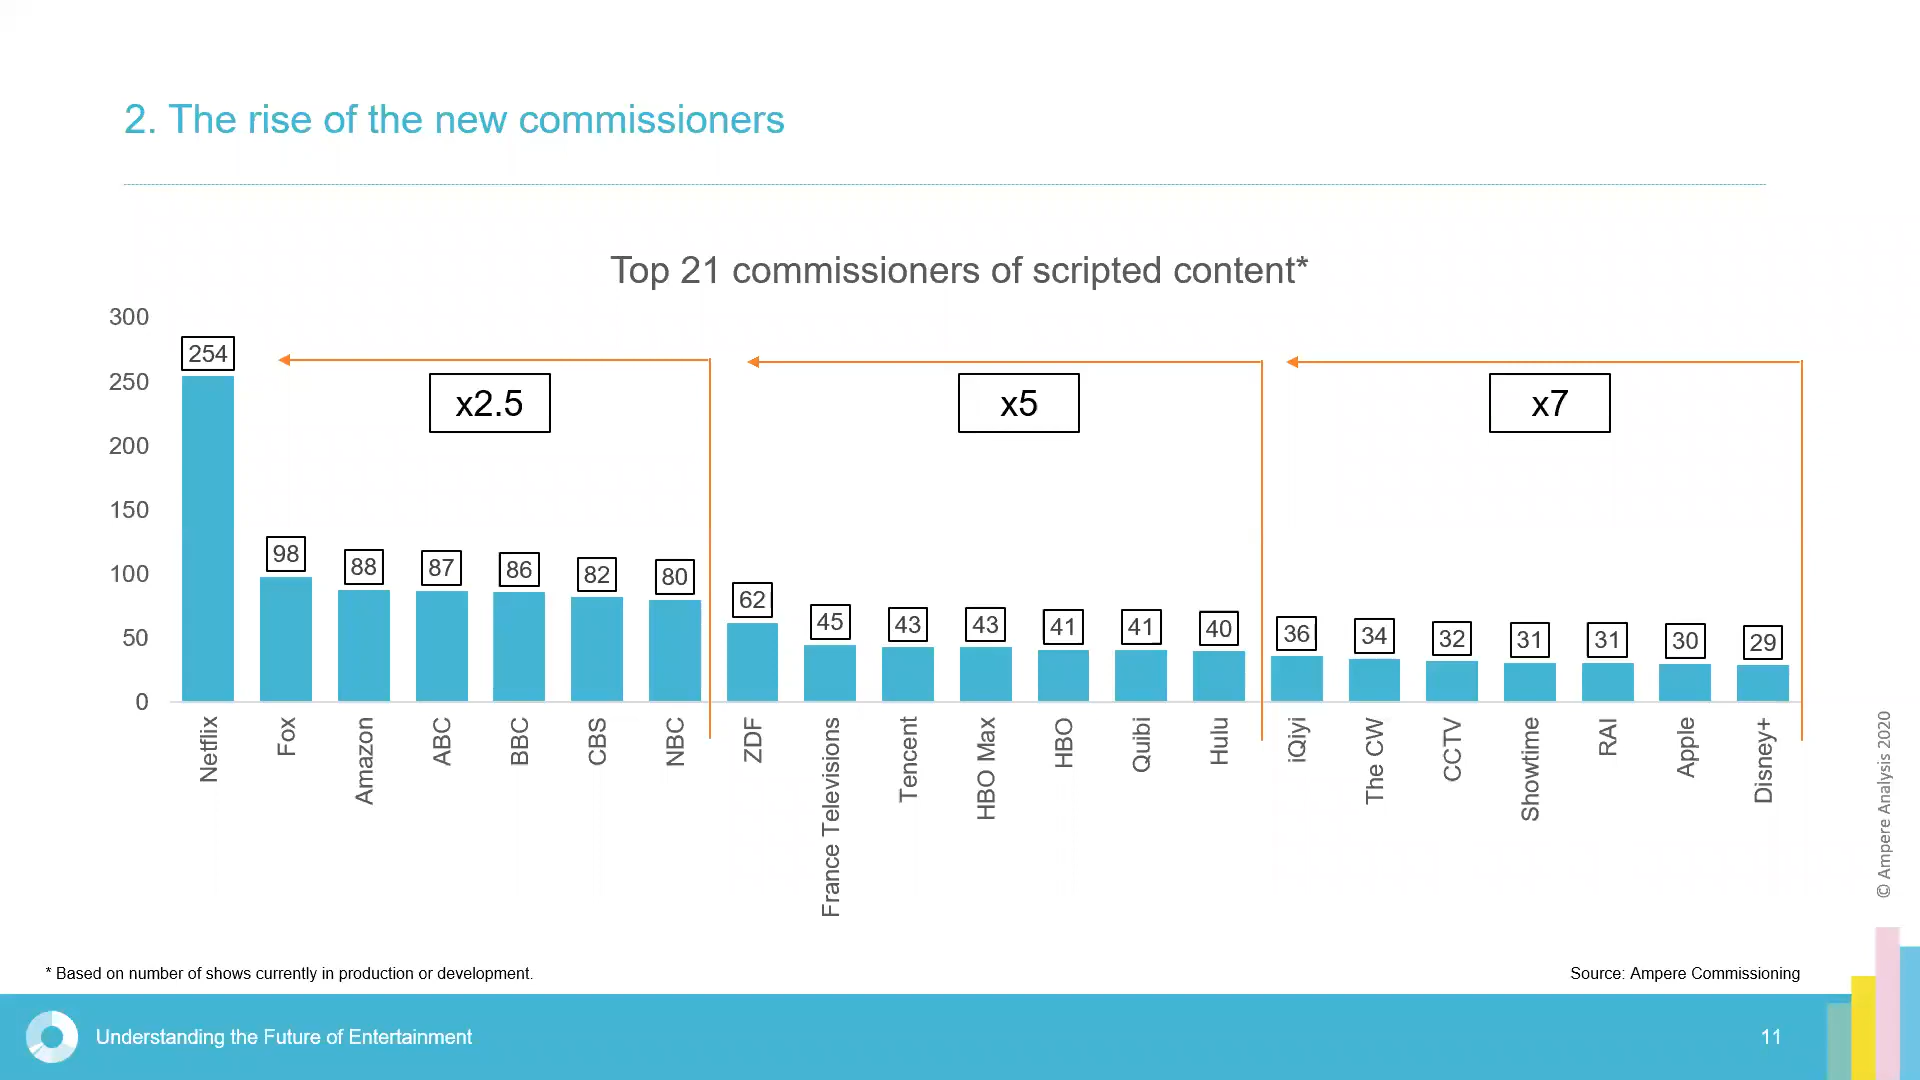 2. The rise of the new commissioners
Top 21 commissioners of scripted content*
300
250
200
150
100
50
0
254
98
88
87
86
82
80
62
45
43
43
41
41
40
36
34
32
31
31
30
29
x2.5
x5
x7
Netflix
Fox
Amazon
ABC
BBC
CBS
NBC
ZDF
France Televisions
Tencent
HBO Max
HBO
Quibi
Hulu
iQiyi
The CW
CCTV
Showtime
RAI
Apple
Disney+
© Ampere Analysis 2020
* Based on number of shows currently in production or development.
Source: Ampere Commissioning
Understanding the Future of Entertainment
11